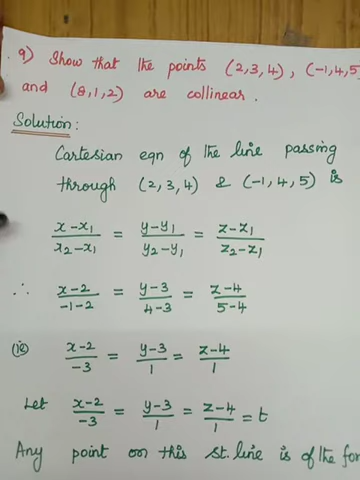 9) Show that the points (2,3,4), (-1,4,5)
and (8,1,2) are collinear.
Solution:
Cartesian eqn of the line passing
through (2,3,4) & (-1,4,5) is
x-x₁/x₂-x₁ = y-y₁/y₂-y₁ = z-z₁/z₂-z₁
∴ x-2/-1-2 = y-3/4-3 = z-4/5-4
(ie) x-2/-3 = y-3/1 = z-4/1
Let x-2/-3 = y-3/1 = z-4/1 = t
Any point on this st. line is of the for